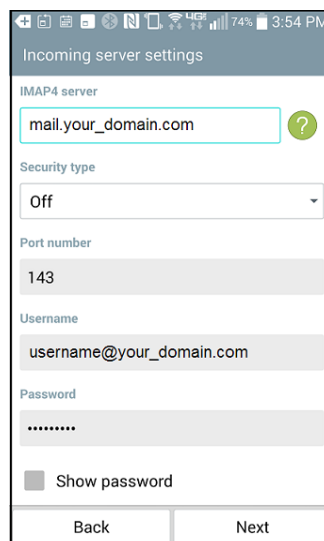 4G 74% 3:54 PM
Incoming server settings
IMAP4 server
mail.your_domain.com
?
Security type
Off
Port number
143
Username
username@your_domain.com
Password
•••••••••
Show password
Back Next